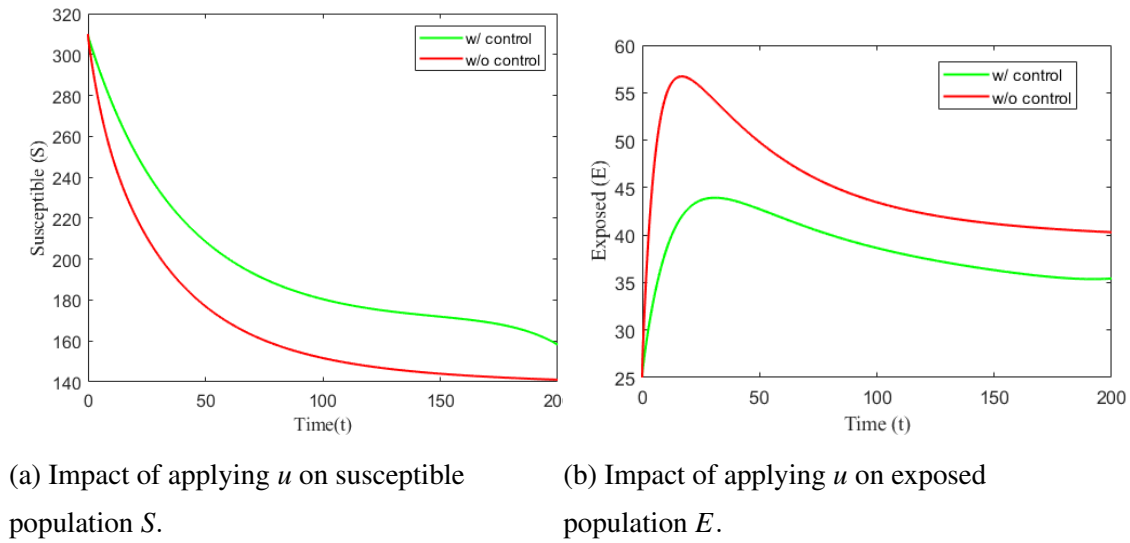 320
300
280
260
240
220
200
180
160
140
Susceptible (S)
w/ control
w/o control
0
50
100
150
200
Time(t)
60
55
50
45
40
35
30
25
Exposed (E)
w/ control
w/o control
0
50
100
150
200
Time (t)
(a) Impact of applying u on susceptible
population S.
(b) Impact of applying u on exposed
population E.